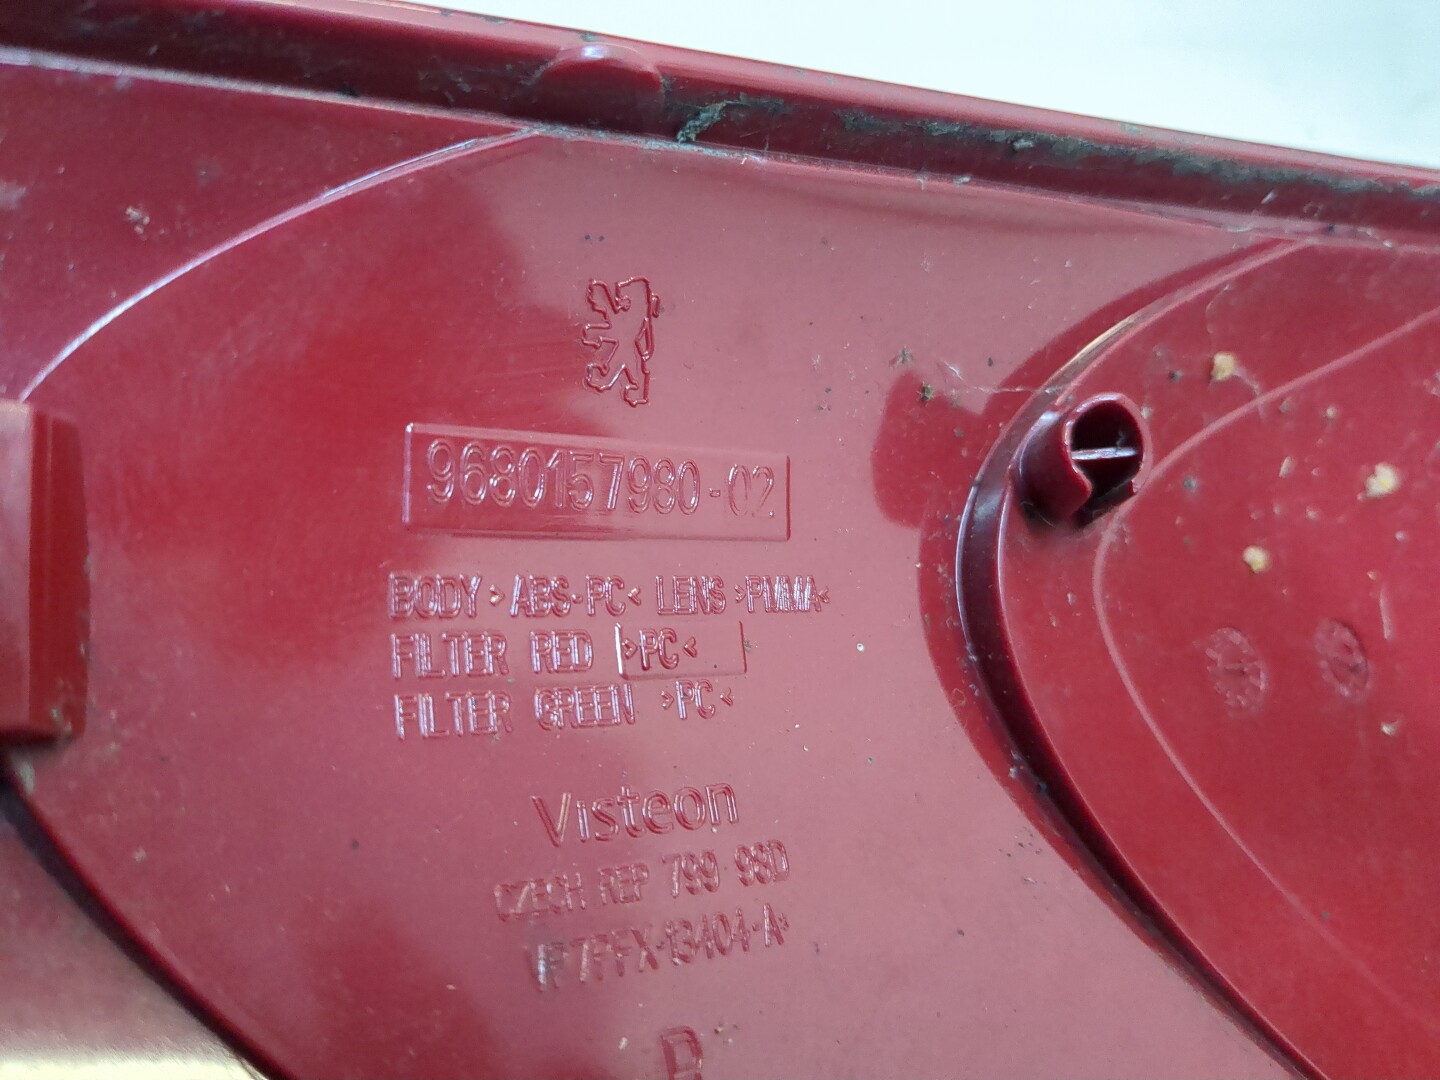 9680157980-02
BODY >ABS-PC< LENS >PMMA<
FILTER RED >PC<
FILTER GREEN >PC<
Visteon
CZECH REP 799 98D
VP7PFX-13404-A*